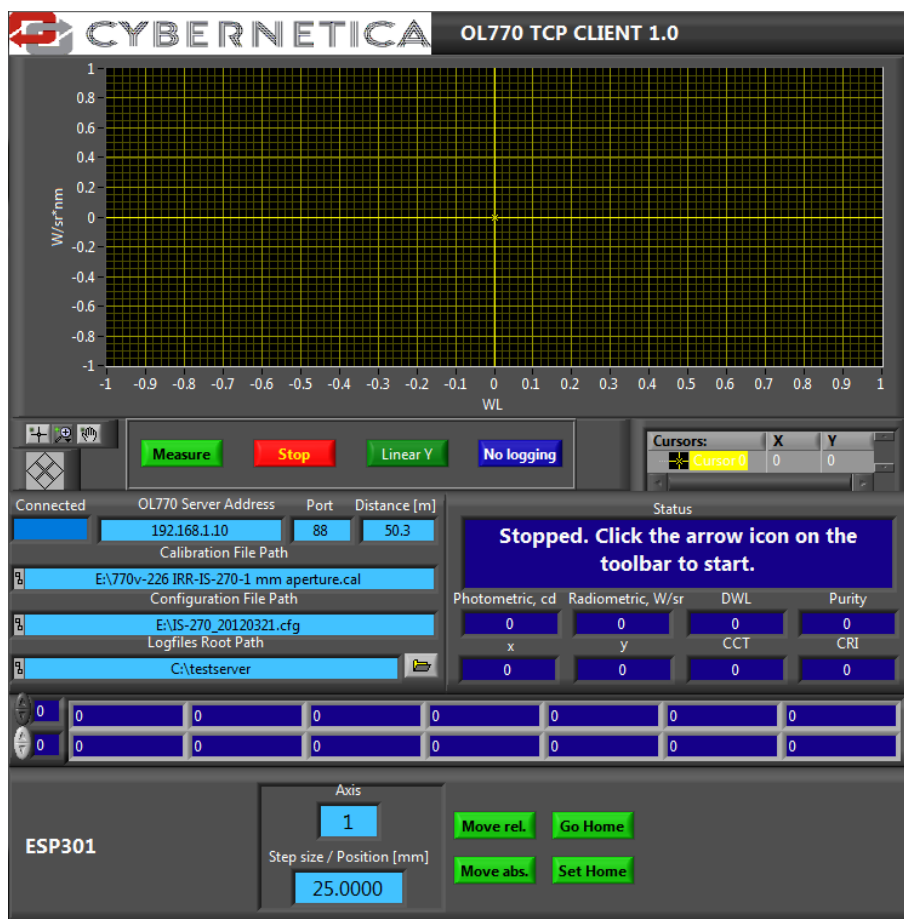 CYBERNETICA OL770 TCP CLIENT 1.0
1
0.8
0.6
0.4
0.2
0
-0.2
-0.4
-0.6
-0.8
-1
W/sr*nm
-1 -0.9 -0.8 -0.7 -0.6 -0.5 -0.4 -0.3 -0.2 -0.1 0 0.1 0.2 0.3 0.4 0.5 0.6 0.7 0.8 0.9 1
WL
Measure Stop Linear Y No logging
Cursors: X Y
Cursor 0 0 0
Connected OL770 Server Address Port Distance [m]
192.168.1.10 88 50.3
Calibration File Path
E:\770v-226 IRR-IS-270-1 mm aperture.cal
Configuration File Path
E:\IS-270_20120321.cfg
Logfiles Root Path
C:\testserver
Status
Stopped. Click the arrow icon on the
toolbar to start.
Photometric, cd Radiometric, W/sr DWL Purity
0 0 0 0
x y CCT CRI
0 0 0 0
0 0 0 0 0 0 0 0
0 0 0 0 0 0 0 0
ESP301
Axis
1
Step size / Position [mm]
25.0000
Move rel. Go Home
Move abs. Set Home